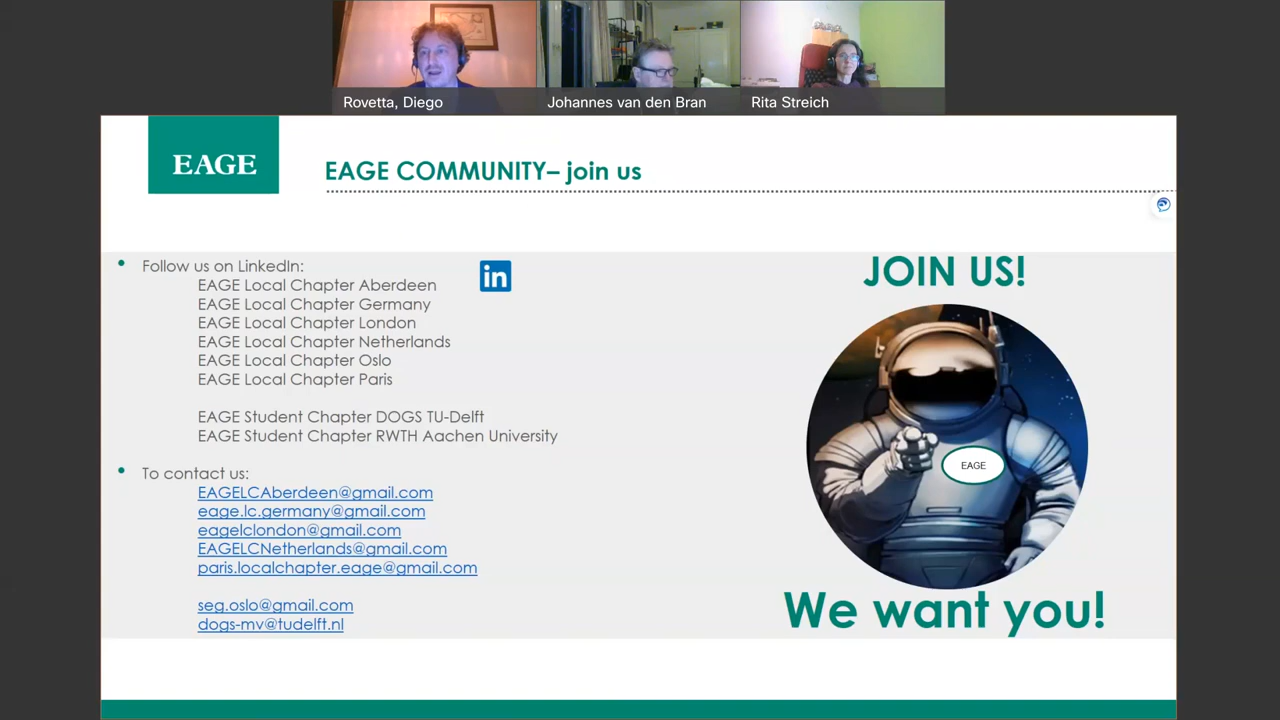 Rovetta, Diego
Johannes van den Bran
Rita Streich
EAGE
EAGE COMMUNITY– join us
Follow us on LinkedIn:
EAGE Local Chapter Aberdeen
EAGE Local Chapter Germany
EAGE Local Chapter London
EAGE Local Chapter Netherlands
EAGE Local Chapter Oslo
EAGE Local Chapter Paris
EAGE Student Chapter DOGS TU-Delft
EAGE Student Chapter RWTH Aachen University
in
To contact us:
EAGELCAberdeen@gmail.com
eage.lc.germany@gmail.com
eagelclondon@gmail.com
EAGELCNetherlands@gmail.com
paris.localchapter.eage@gmail.com
seg.oslo@gmail.com
dogs-mv@tudelft.nl
JOIN US!
EAGE
We want you!